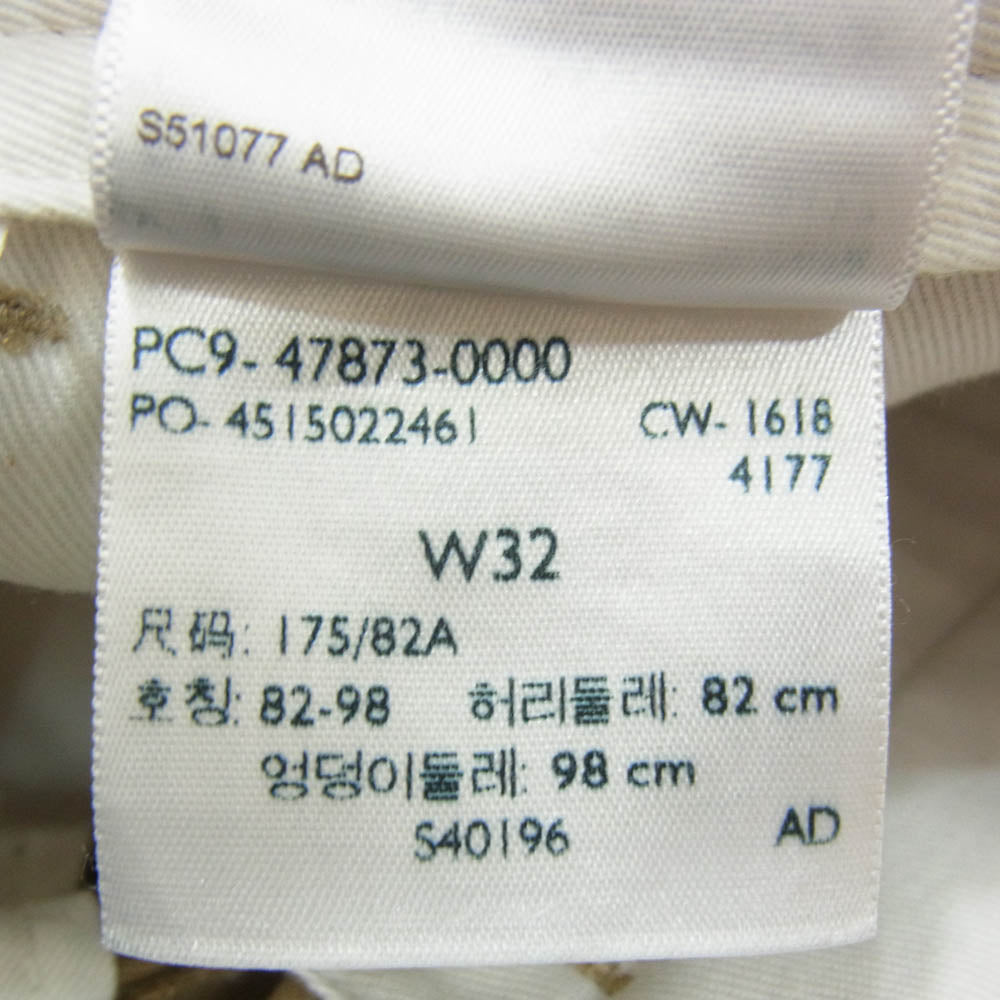 S51077 AD
PC9- 47873-0000
PO- 4515022461 CW- 1618
4177
W32
尺码: 175/82A
호칭: 82-98 허리둘레: 82 cm
엉덩이둘레: 98 cm
S40196 AD